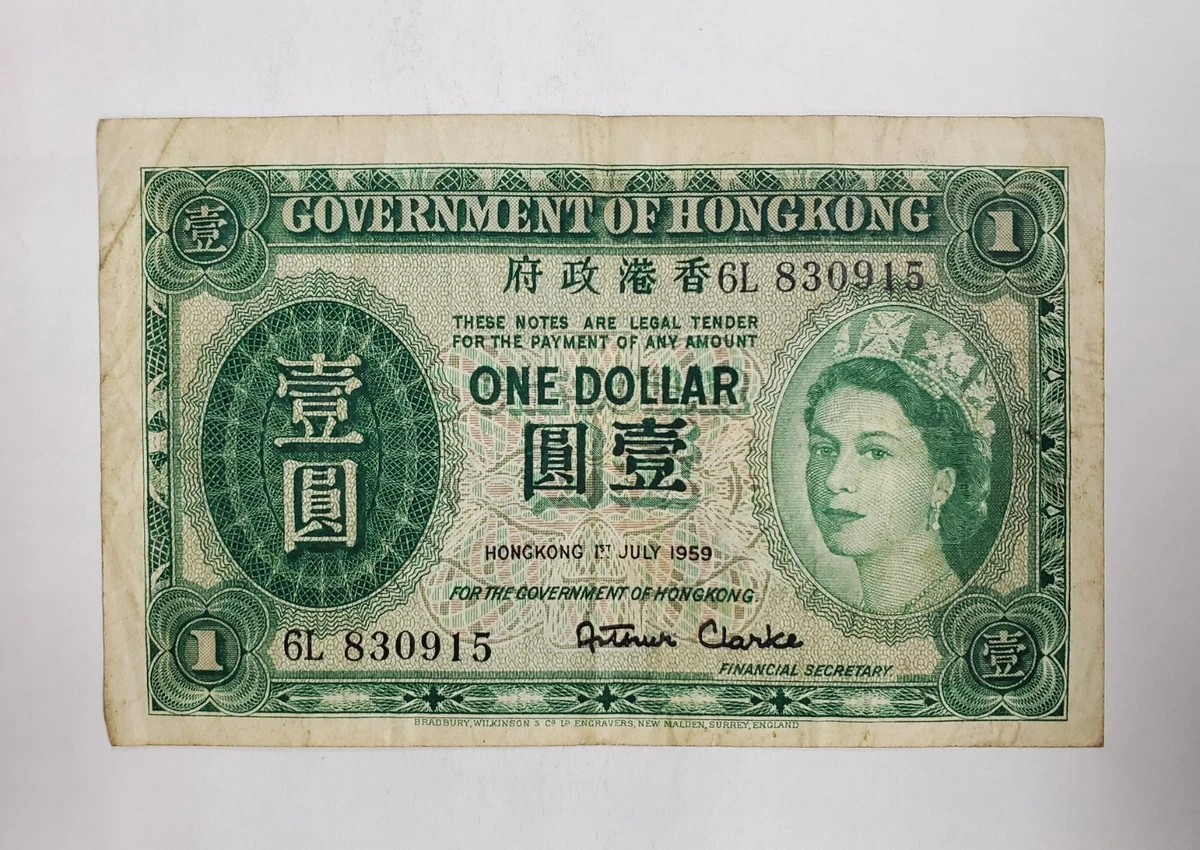 壹 GOVERNMENT OF HONGKONG 1
府政港香 6L 830915
THESE NOTES ARE LEGAL TENDER
FOR THE PAYMENT OF ANY AMOUNT
ONE DOLLAR
圓壹
壹
圓
HONGKONG 1ST JULY 1959
FOR THE GOVERNMENT OF HONGKONG.
1 6L 830915 Arthur Clarke 壹
FINANCIAL SECRETARY.
BRADBURY, WILKINSON & Cº Lᴰ ENGRAVERS, NEW MALDEN, SURREY, ENGLAND